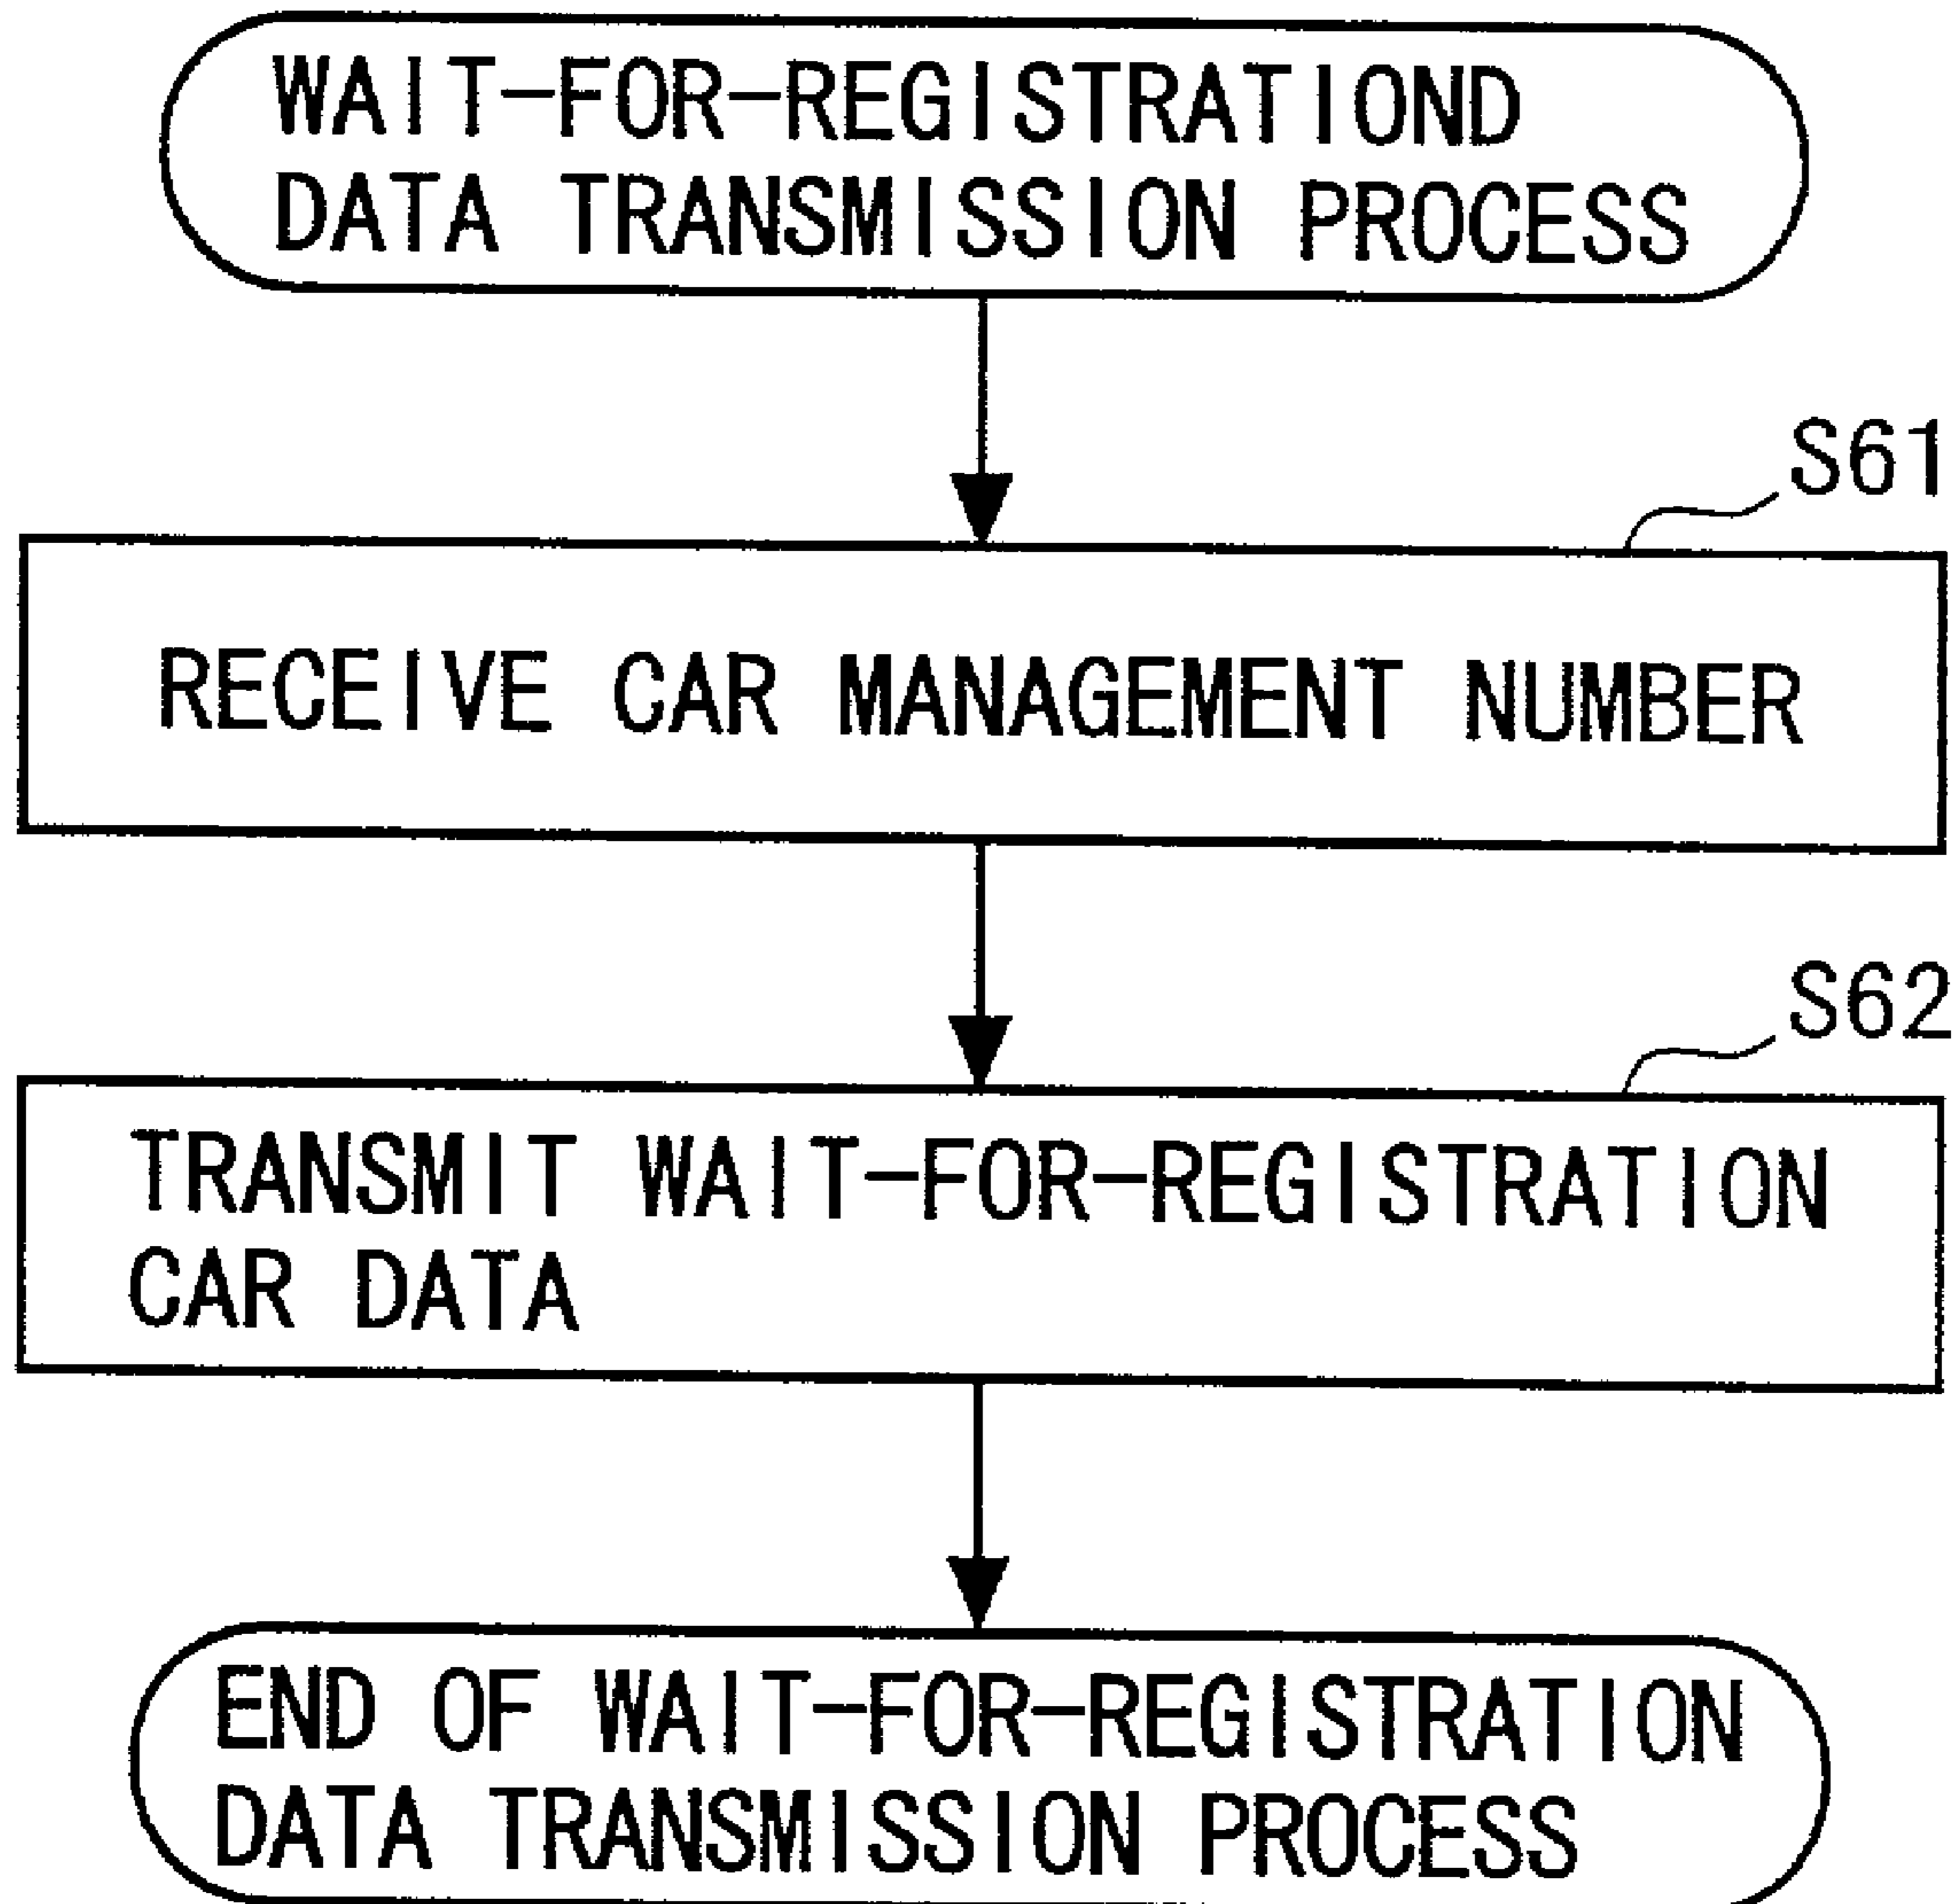 WAIT-FOR-REGISTRATIOND
DATA TRANSMISSION PROCESS
S61
RECEIVE CAR MANAGEMENT NUMBER
S62
TRANSMIT WAIT-FOR-REGISTRATION
CAR DATA
END OF WAIT-FOR-REGISTRATION
DATA TRANSMISSION PROCESS